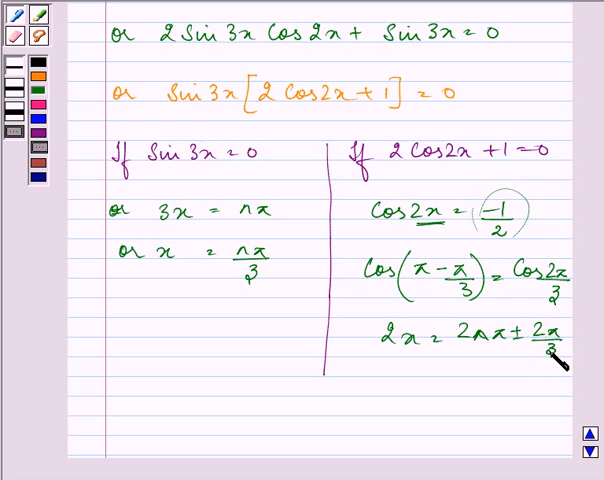 or 2 Sin 3x Cos 2x + Sin 3x = 0
or Sin 3x [2 Cos 2x + 1] = 0
If Sin 3x = 0
or 3x = nπ
or x = nπ/3
If 2 Cos 2x + 1 = 0
Cos 2x = -1/2
Cos(π - π/3) = Cos 2π/3
2x = 2nπ ± 2π/3